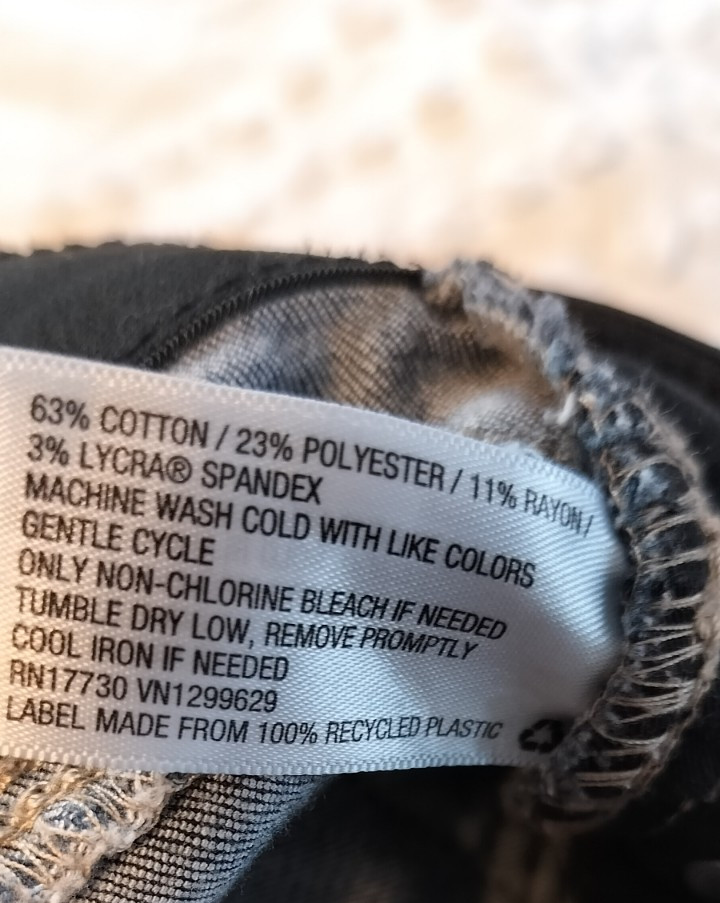 63% COTTON / 23% POLYESTER / 11% RAYON /
3% LYCRA® SPANDEX
MACHINE WASH COLD WITH LIKE COLORS
GENTLE CYCLE
ONLY NON-CHLORINE BLEACH IF NEEDED
TUMBLE DRY LOW, REMOVE PROMPTLY
COOL IRON IF NEEDED
RN17730 VN1299629
LABEL MADE FROM 100% RECYCLED PLASTIC